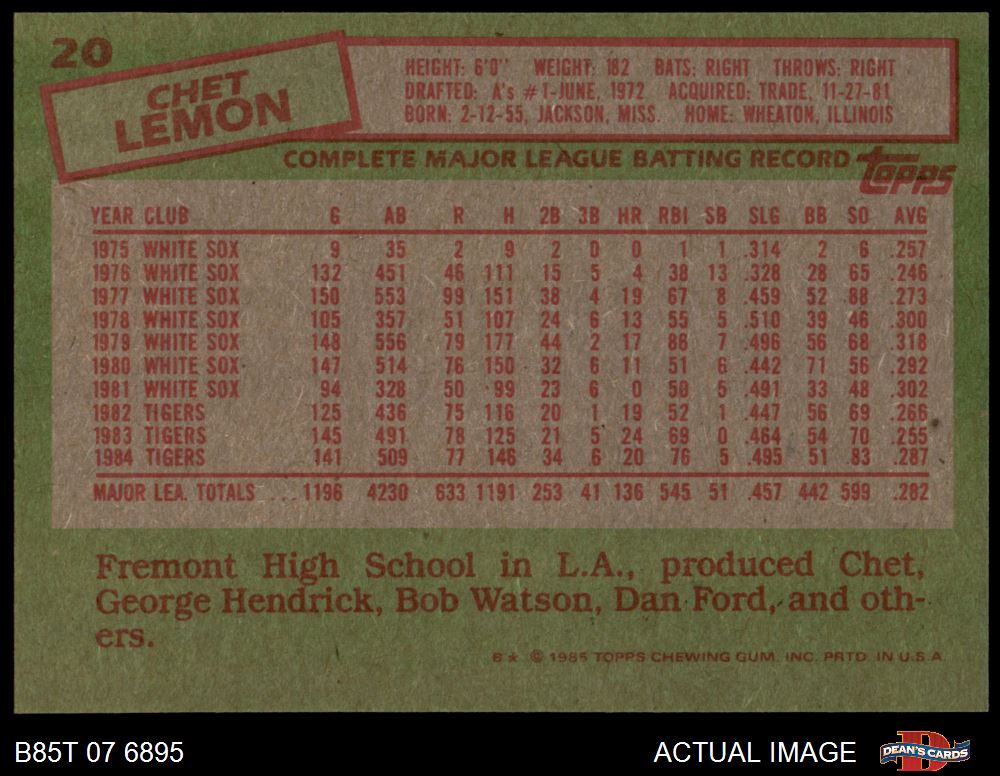 20
CHET
LEMON
HEIGHT: 6'0" WEIGHT: 182 BATS: RIGHT THROWS: RIGHT
DRAFTED: A's #1-JUNE, 1972 ACQUIRED: TRADE, 11-27-81
BORN: 2-12-55, JACKSON, MISS. HOME: WHEATON, ILLINOIS
COMPLETE MAJOR LEAGUE BATTING RECORD
topps
YEAR CLUB G AB R H 2B 3B HR RBI SB SLG BB SO AVG
1975 WHITE SOX 9 35 2 9 2 0 0 1 1 .314 2 6 .257
1976 WHITE SOX 132 451 46 111 15 5 4 38 13 .328 28 65 .246
1977 WHITE SOX 150 553 99 151 38 4 19 67 8 .459 52 88 .273
1978 WHITE SOX 105 357 51 107 24 6 13 55 5 .510 39 46 .300
1979 WHITE SOX 148 556 79 177 44 2 17 86 7 .496 56 68 .318
1980 WHITE SOX 147 514 76 150 32 6 11 51 6 .442 71 56 .292
1981 WHITE SOX 94 328 50 99 23 6 0 50 5 .491 33 48 .302
1982 TIGERS 125 436 75 116 20 1 19 52 1 .447 56 69 .266
1983 TIGERS 145 491 78 125 21 5 24 69 0 .464 54 70 .255
1984 TIGERS 141 509 77 146 34 6 20 76 5 .495 51 83 .287
MAJOR LEA. TOTALS ... 1196 4230 633 1191 253 41 136 545 51 .457 442 599 .282
Fremont High School in L.A., produced Chet,
George Hendrick, Bob Watson, Dan Ford, and oth-
ers.
B★ © 1985 TOPPS CHEWING GUM, INC. PRTD. IN U.S.A.
B85T 07 6895
ACTUAL IMAGE
D
DEAN'S CARDS